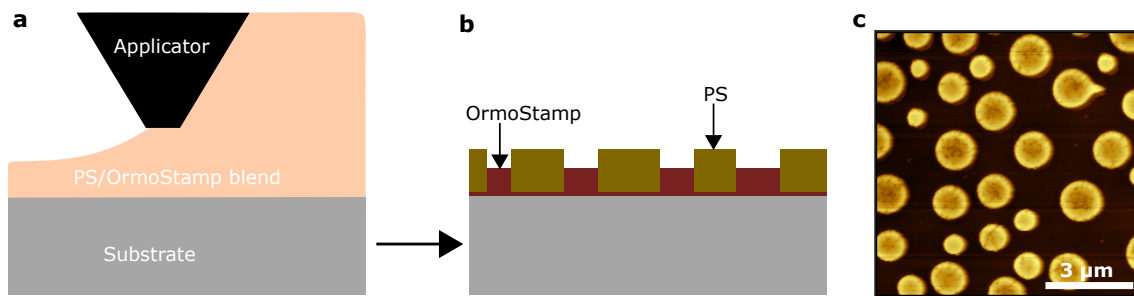 a
Applicator
PS/OrmoStamp blend
Substrate
b
OrmoStamp
PS
c
3 μm